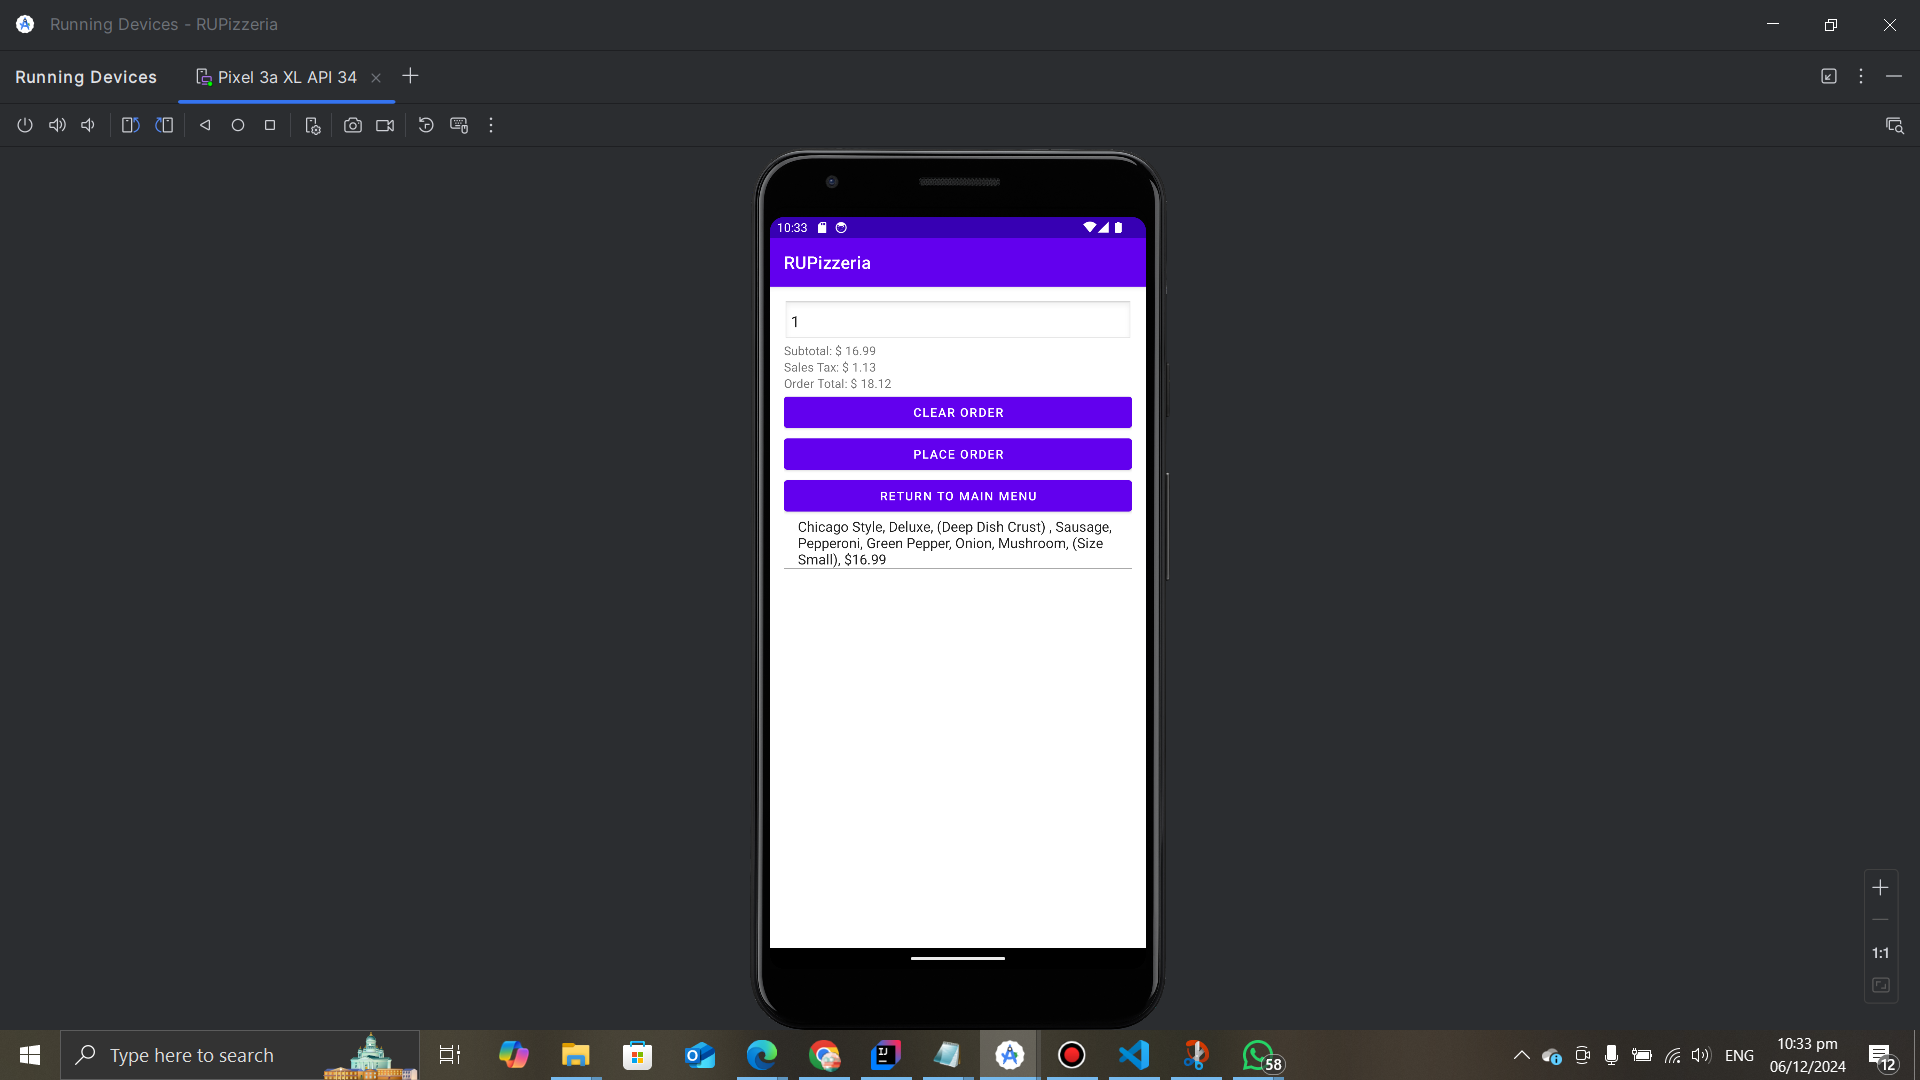 Running Devices - RUPizzeria
Running Devices
Pixel 3a XL API 34
10:33
RUPizzeria
1
Subtotal: $ 16.99
Sales Tax: $ 1.13
Order Total: $ 18.12
CLEAR ORDER
PLACE ORDER
RETURN TO MAIN MENU
Chicago Style, Deluxe, (Deep Dish Crust) , Sausage,
Pepperoni, Green Pepper, Onion, Mushroom, (Size
Small), $16.99
1:1
Type here to search
58
ENG
10:33 pm
06/12/2024
12